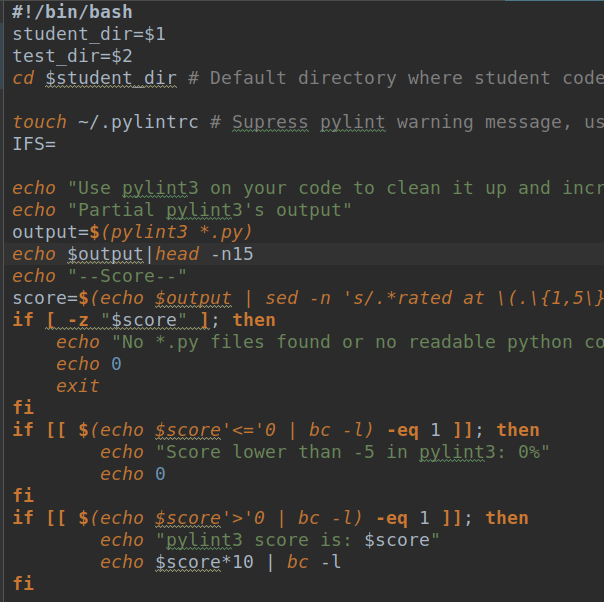 #!/bin/bash
student_dir=$1
test_dir=$2
cd $student_dir # Default directory where student code
touch ~/.pylintrc # Supress pylint warning message, us
IFS=
echo "Use pylint3 on your code to clean it up and incr
echo "Partial pylint3's output"
output=$(pylint3 *.py)
echo $output|head -n15
echo "--Score--"
score=$(echo $output | sed -n 's/.*rated at \(.\{1,5\}
if [ -z "$score" ]; then
    echo "No *.py files found or no readable python co
    echo 0
    exit
fi
if [[ $(echo $score'<='0 | bc -l) -eq 1 ]]; then
        echo "Score lower than -5 in pylint3: 0%"
        echo 0
fi
if [[ $(echo $score'>'0 | bc -l) -eq 1 ]]; then
        echo "pylint3 score is: $score"
        echo $score*10 | bc -l
fi